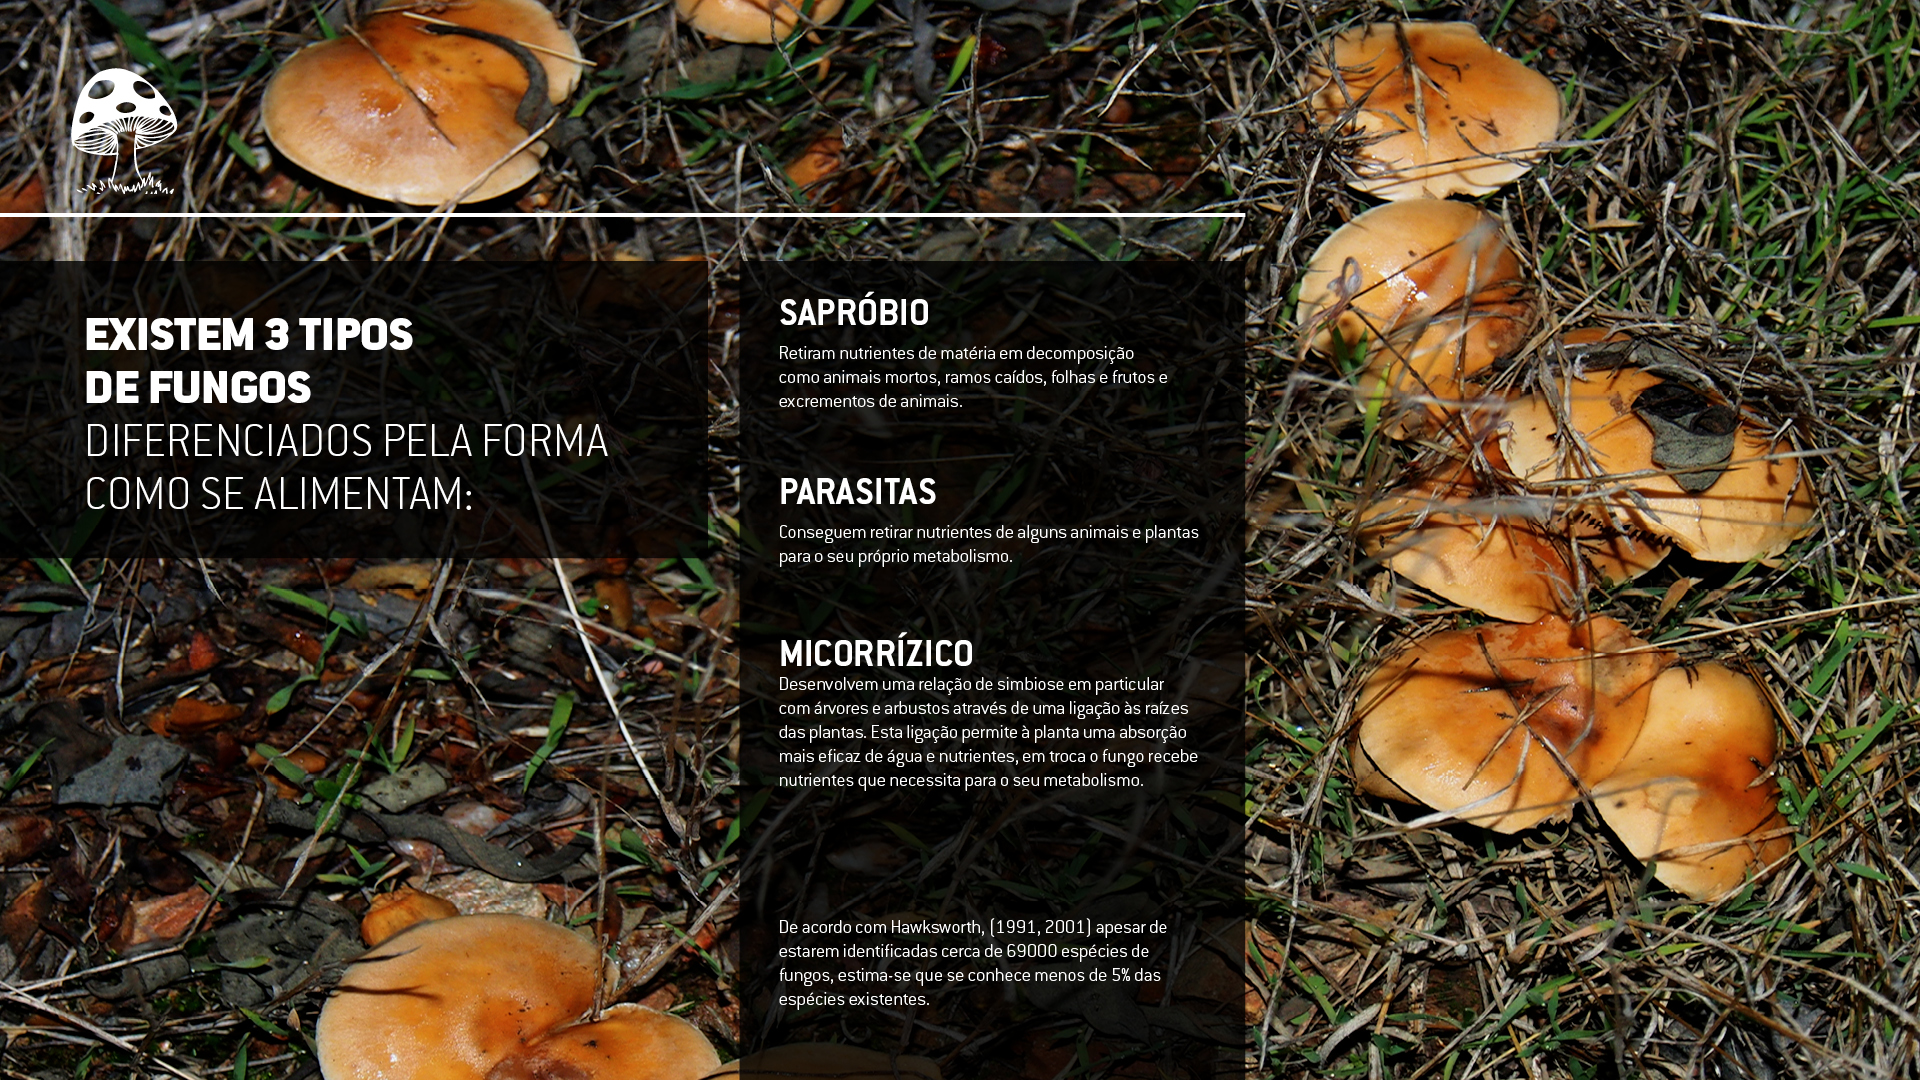 EXISTEM 3 TIPOS
DE FUNGOS
DIFERENCIADOS PELA FORMA
COMO SE ALIMENTAM:
SAPRÓBIO
Retiram nutrientes de matéria em decomposição
como animais mortos, ramos caídos, folhas e frutos e
excrementos de animais.
PARASITAS
Conseguem retirar nutrientes de alguns animais e plantas
para o seu próprio metabolismo.
MICORRÍZICO
Desenvolvem uma relação de simbiose em particular
com árvores e arbustos através de uma ligação às raízes
das plantas. Esta ligação permite à planta uma absorção
mais eficaz de água e nutrientes, em troca o fungo recebe
nutrientes que necessita para o seu metabolismo.
De acordo com Hawksworth, (1991, 2001) apesar de
estarem identificadas cerca de 69000 espécies de
fungos, estima-se que se conhece menos de 5% das
espécies existentes.